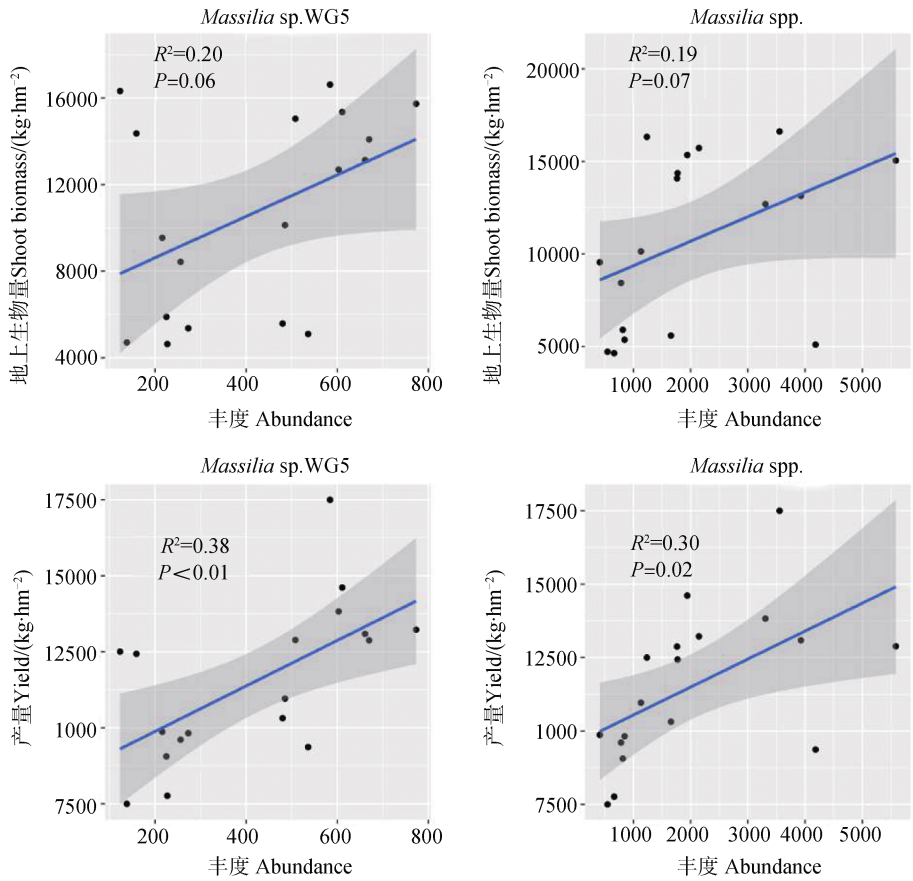 Massilia sp.WG5
R²=0.20
P=0.06
地上生物量Shoot biomass/(kg·hm⁻²)
16000
12000
8000
4000
200 400 600 800
丰度 Abundance
Massilia spp.
R²=0.19
P=0.07
地上生物量Shoot biomass/(kg·hm⁻²)
20000
15000
10000
5000
1000 2000 3000 4000 5000
丰度 Abundance
Massilia sp.WG5
R²=0.38
P<0.01
产量Yield/(kg·hm⁻²)
17500
15000
12500
1000
7500
200 400 600 800
丰度 Abundance
Massilia spp.
R²=0.30
P=0.02
产量Yield/(kg·hm⁻²)
17500
15000
12500
1000
7500
1000 2000 3000 4000 5000
丰度 Abundance